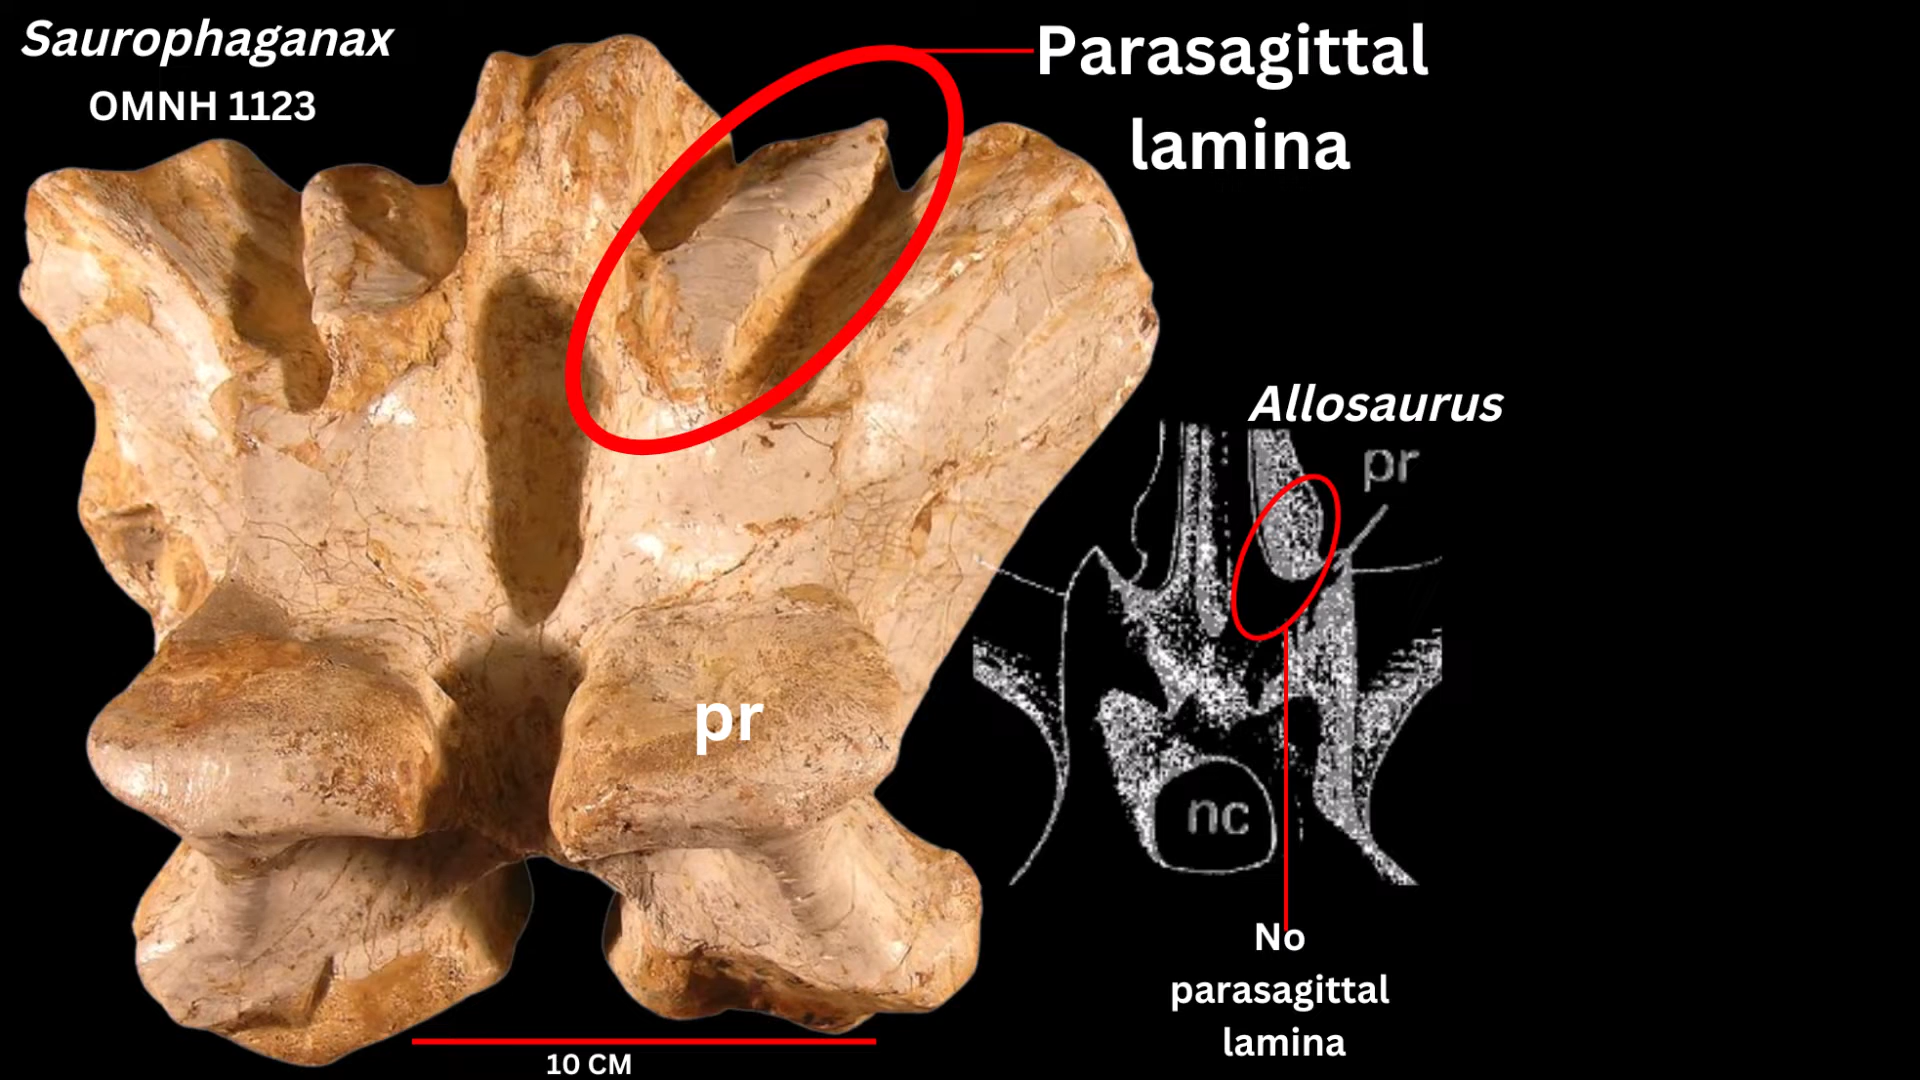 Saurophaganax
OMNH 1123
Parasagittal
lamina
Allosaurus
pr
pr
nc
No
parasagittal
lamina
10 CM